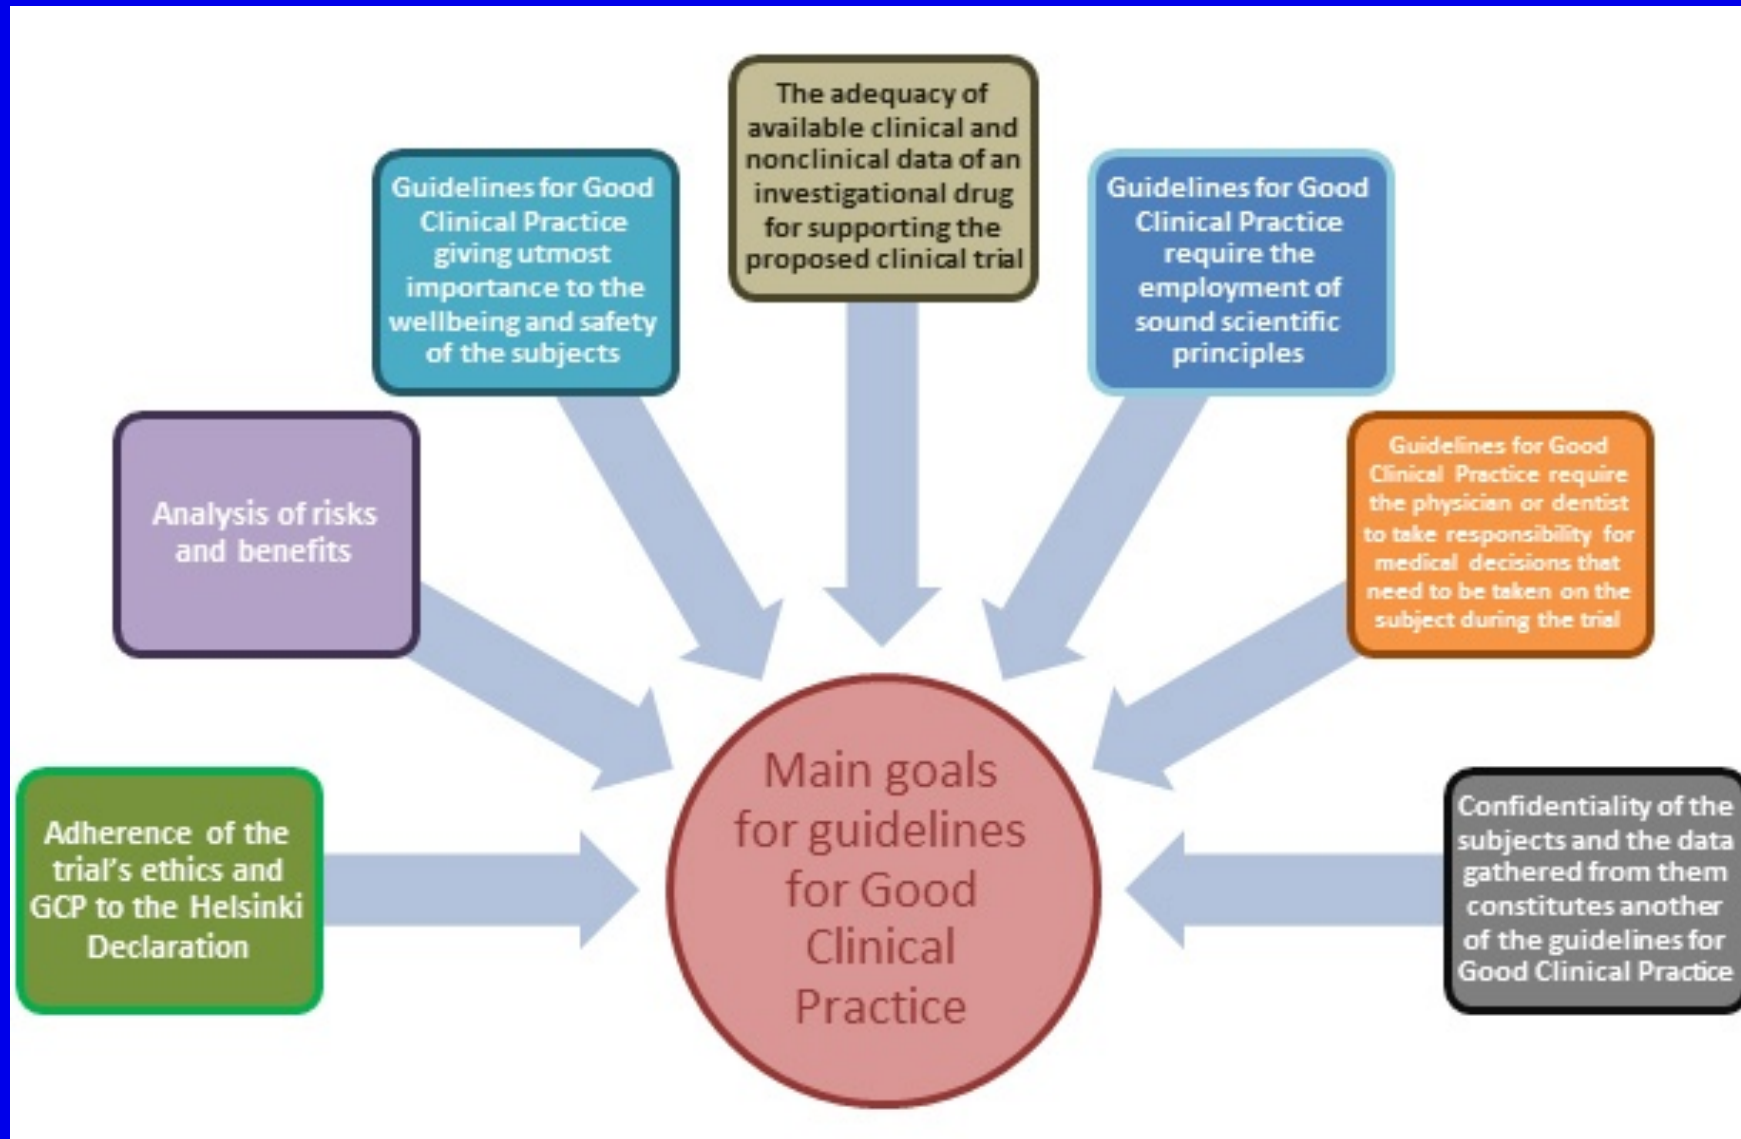 The adequacy of
available clinical and
nonclinical data of an
investigational drug
for supporting the
proposed clinical trial
Guidelines for Good
Clinical Practice
giving utmost
importance to the
wellbeing and safety
of the subjects
Guidelines for Good
Clinical Practice
require the
employment of
sound scientific
principles
Analysis of risks
and benefits
Guidelines for Good
Clinical Practice require
the physician or dentist
to take responsibility for
medical decisions that
need to be taken on the
subject during the trial
Adherence of the
trial's ethics and
GCP to the Helsinki
Declaration
Main goals
for guidelines
for Good
Clinical
Practice
Confidentiality of the
subjects and the data
gathered from them
constitutes another
of the guidelines for
Good Clinical Practice